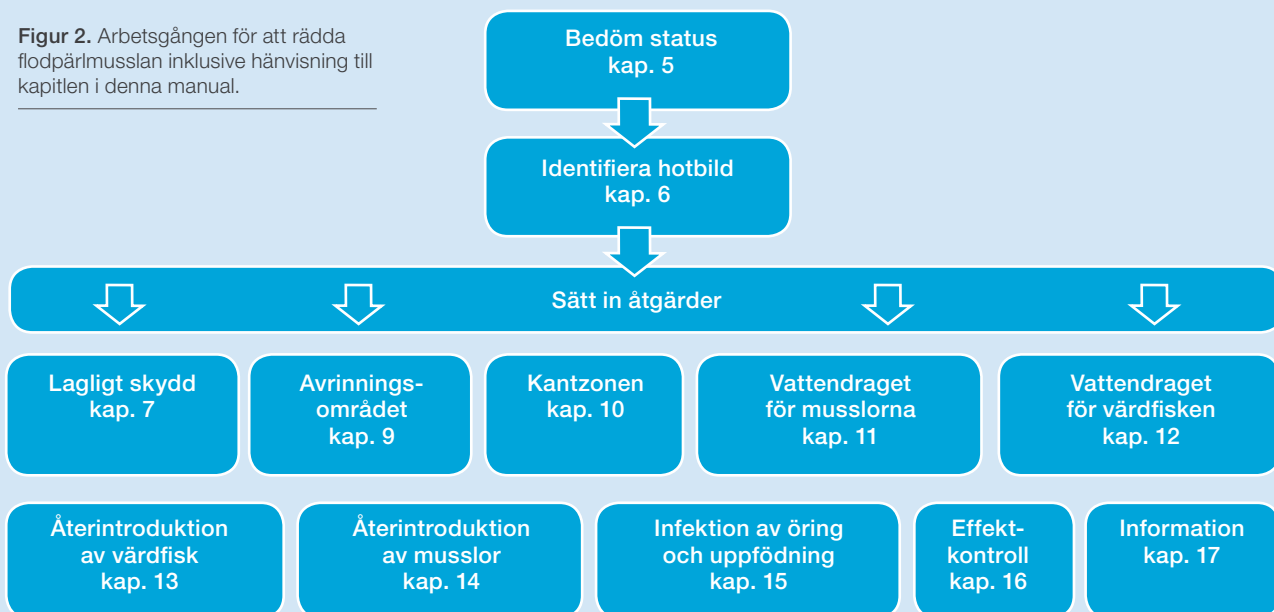 Figur 2. Arbetsgången för att rädda
flodpärlmusslan inklusive hänvisning till
kapitlen i denna manual.
Bedöm status
kap. 5
Identifiera hotbild
kap. 6
Sätt in åtgärder
Lagligt skydd
kap. 7
Avrinnings-
området
kap. 9
Kantzonen
kap. 10
Vattendraget
för musslorna
kap. 11
Vattendraget
för värdfisken
kap. 12
Återintroduktion
av värdfisk
kap. 13
Återintroduktion
av musslor
kap. 14
Infektion av öring
och uppfödning
kap. 15
Effekt-
kontroll
kap. 16
Information
kap. 17